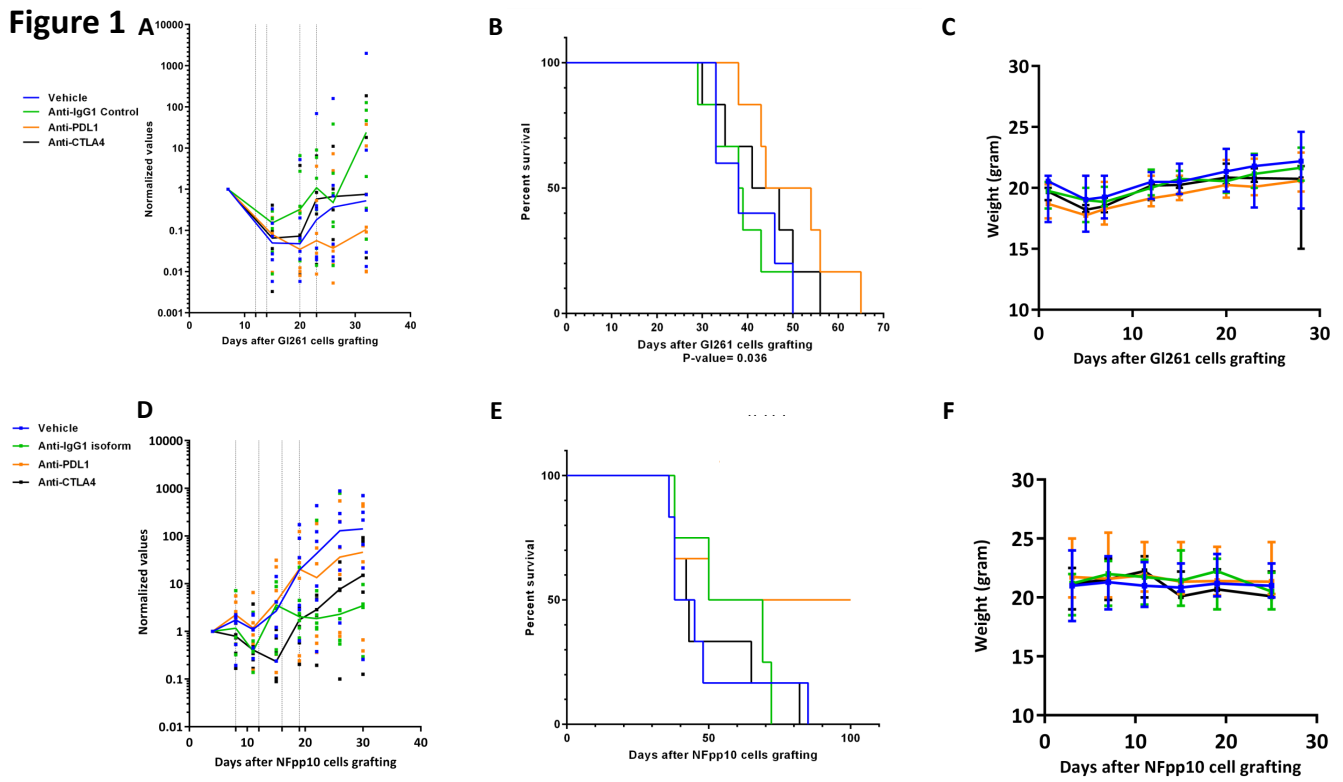 Figure 1
A
Vehicle
Anti-IgG1 Control
Anti-PDL1
Anti-CTLA4
Normalized values
10000
1000
100
10
1
0.1
0.01
0.001
0 10 20 30 40
Days after Gl261 cells grafting
B
Percent survival
100
50
0
0 10 20 30 40 50 60 70
Days after Gl261 cells grafting
P-value= 0.036
C
Weight (gram)
30
25
20
15
10
0 10 20 30
Days after Gl261 cells grafting
D
Vehicle
Anti-IgG1 isoform
Anti-PDL1
Anti-CTLA4
Normalized values
10000
1000
100
10
1
0.1
0.01
0 10 20 30 40
Days after NFpp10 cells grafting
E
Percent survival
100
50
0
0 50 100
Days after NFpp10 cells grafting
F
Weight (gram)
30
25
20
15
10
0 10 20 30
Days after NFpp10 cells grafting